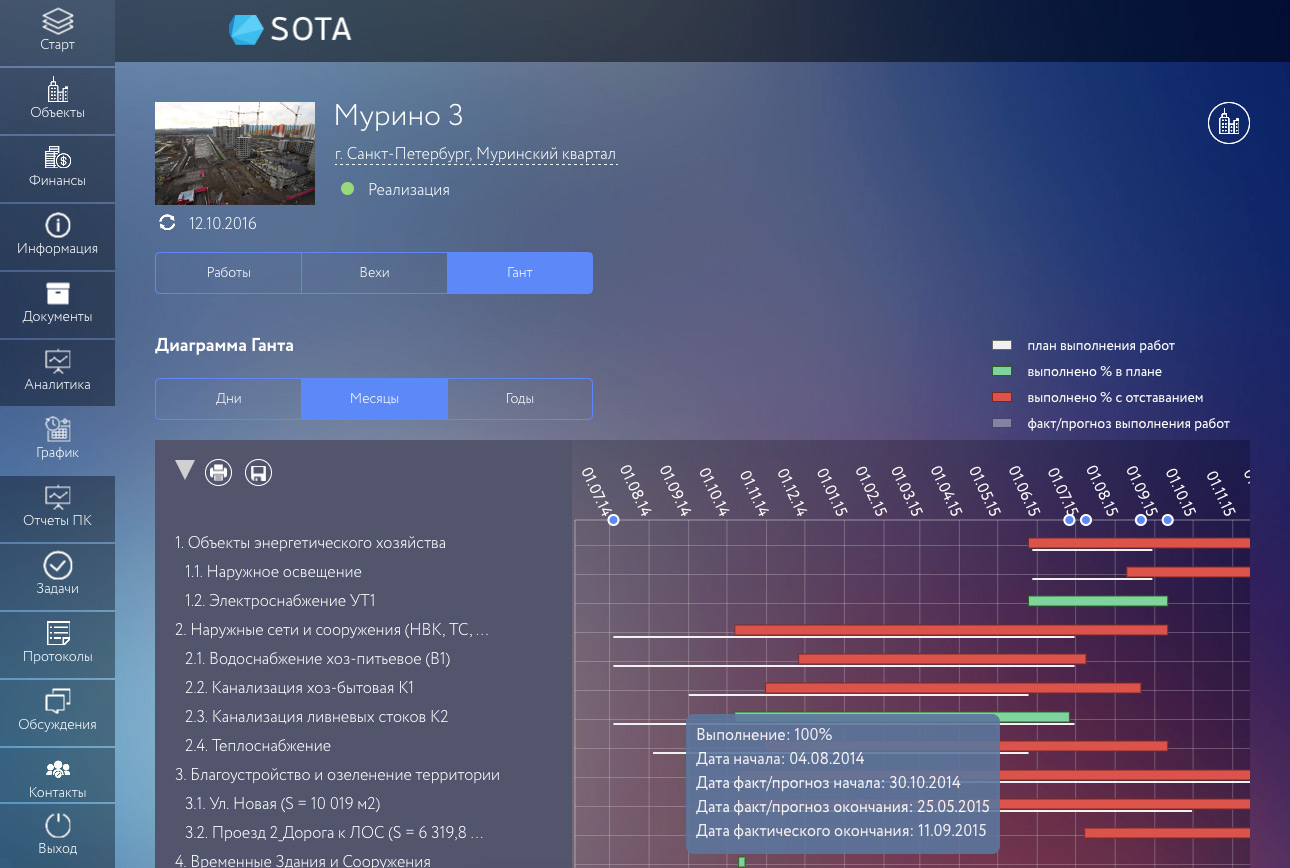 SOTA
Старт
Объекты
Финансы
Информация
Документы
Аналитика
График
Отчеты ПК
Задачи
Протоколы
Обсуждения
Контакты
Выход
Мурино 3
г. Санкт-Петербург, Муринский квартал
Реализация
12.10.2016
Работы Вехи Гант
Диаграмма Ганта
Дни Месяцы Годы
план выполнения работ
выполнено % в плане
выполнено % с отставанием
факт/прогноз выполнения работ
01.07.14 01.08.14 01.09.14 01.10.14 01.11.14 01.12.14 01.01.15 01.02.15 01.03.15 01.04.15 01.05.15 01.06.15 01.07.15 01.08.15 01.09.15 01.10.15 01.11.15
1. Объекты энергетического хозяйства
1.1. Наружное освещение
1.2. Электроснабжение УТ1
2. Наружные сети и сооружения (НВК, ТС, ...
2.1. Водоснабжение хоз-питьевое (В1)
2.2. Канализация хоз-бытовая К1
2.3. Канализация ливневых стоков К2
2.4. Теплоснабжение
3. Благоустройство и озеленение территории
3.1. Ул. Новая (S = 10 019 м2)
3.2. Проезд 2_Дорога к ЛОС (S = 6 319,8 ...
4. Временные Здания и Сооружения
Выполнение: 100%
Дата начала: 04.08.2014
Дата факт/прогноз начала: 30.10.2014
Дата факт/прогноз окончания: 25.05.2015
Дата фактического окончания: 11.09.2015